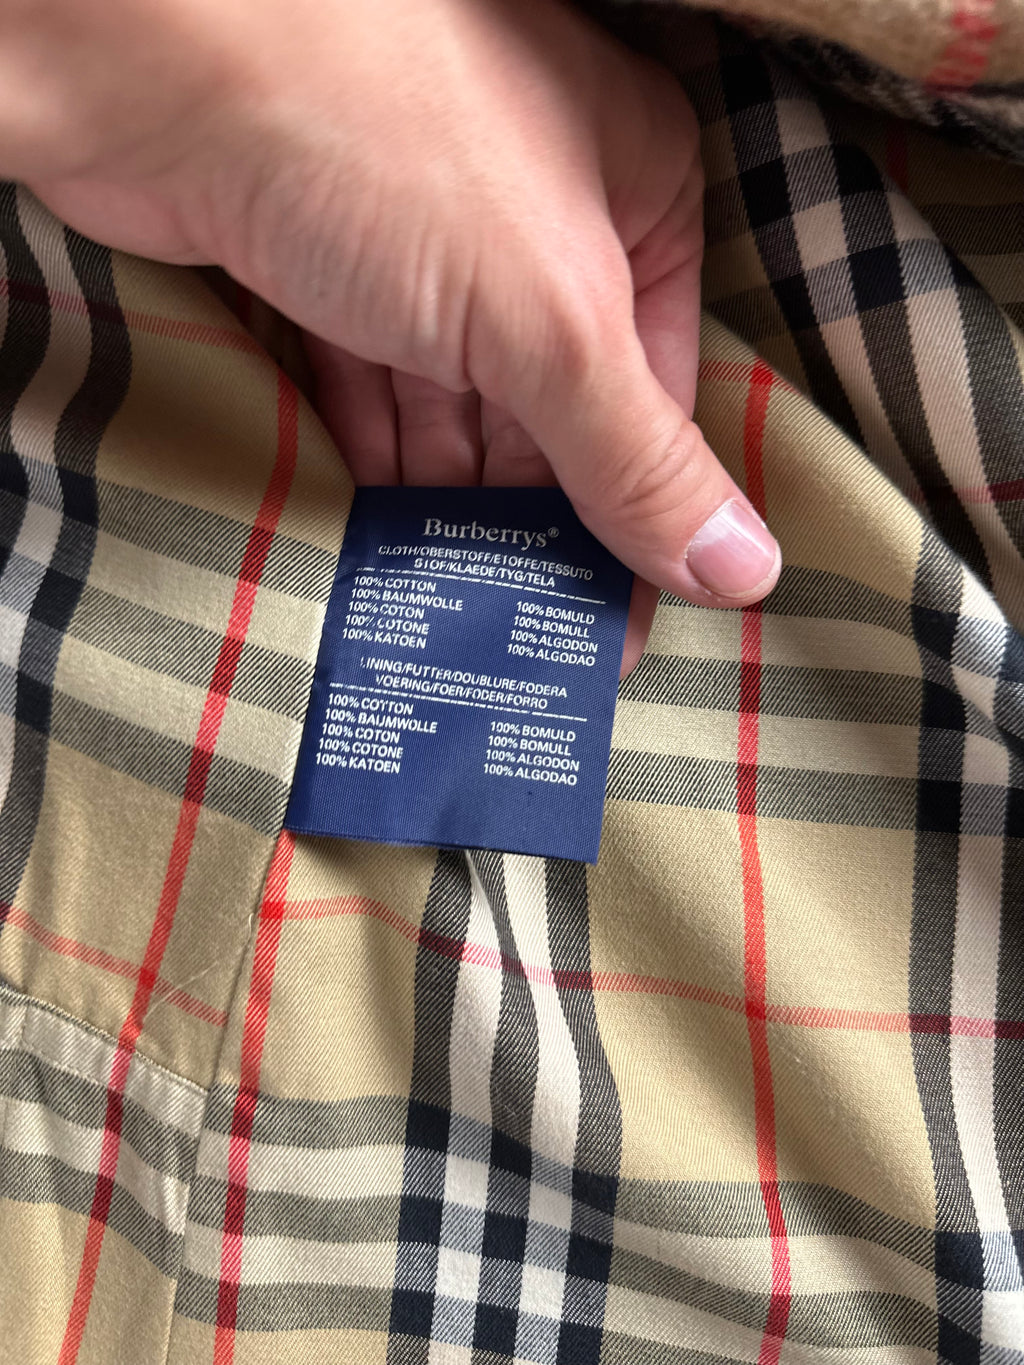 Burberrys®
CLOTH/OBERSTOFF/ETOFFE/TESSUTO
STOF/KLAEDE/TYG/TELA
100% COTTON
100% BAUMWOLLE
100% COTON
100% COTONE
100% KATOEN
100% BOMULD
100% BOMULL
100% ALGODON
100% ALGODAO
LINING/FUTTER/DOUBLURE/FODERA
VOERING/FOER/FODER/FORRO
100% COTTON
100% BAUMWOLLE
100% COTON
100% COTONE
100% KATOEN
100% BOMULD
100% BOMULL
100% ALGODON
100% ALGODAO